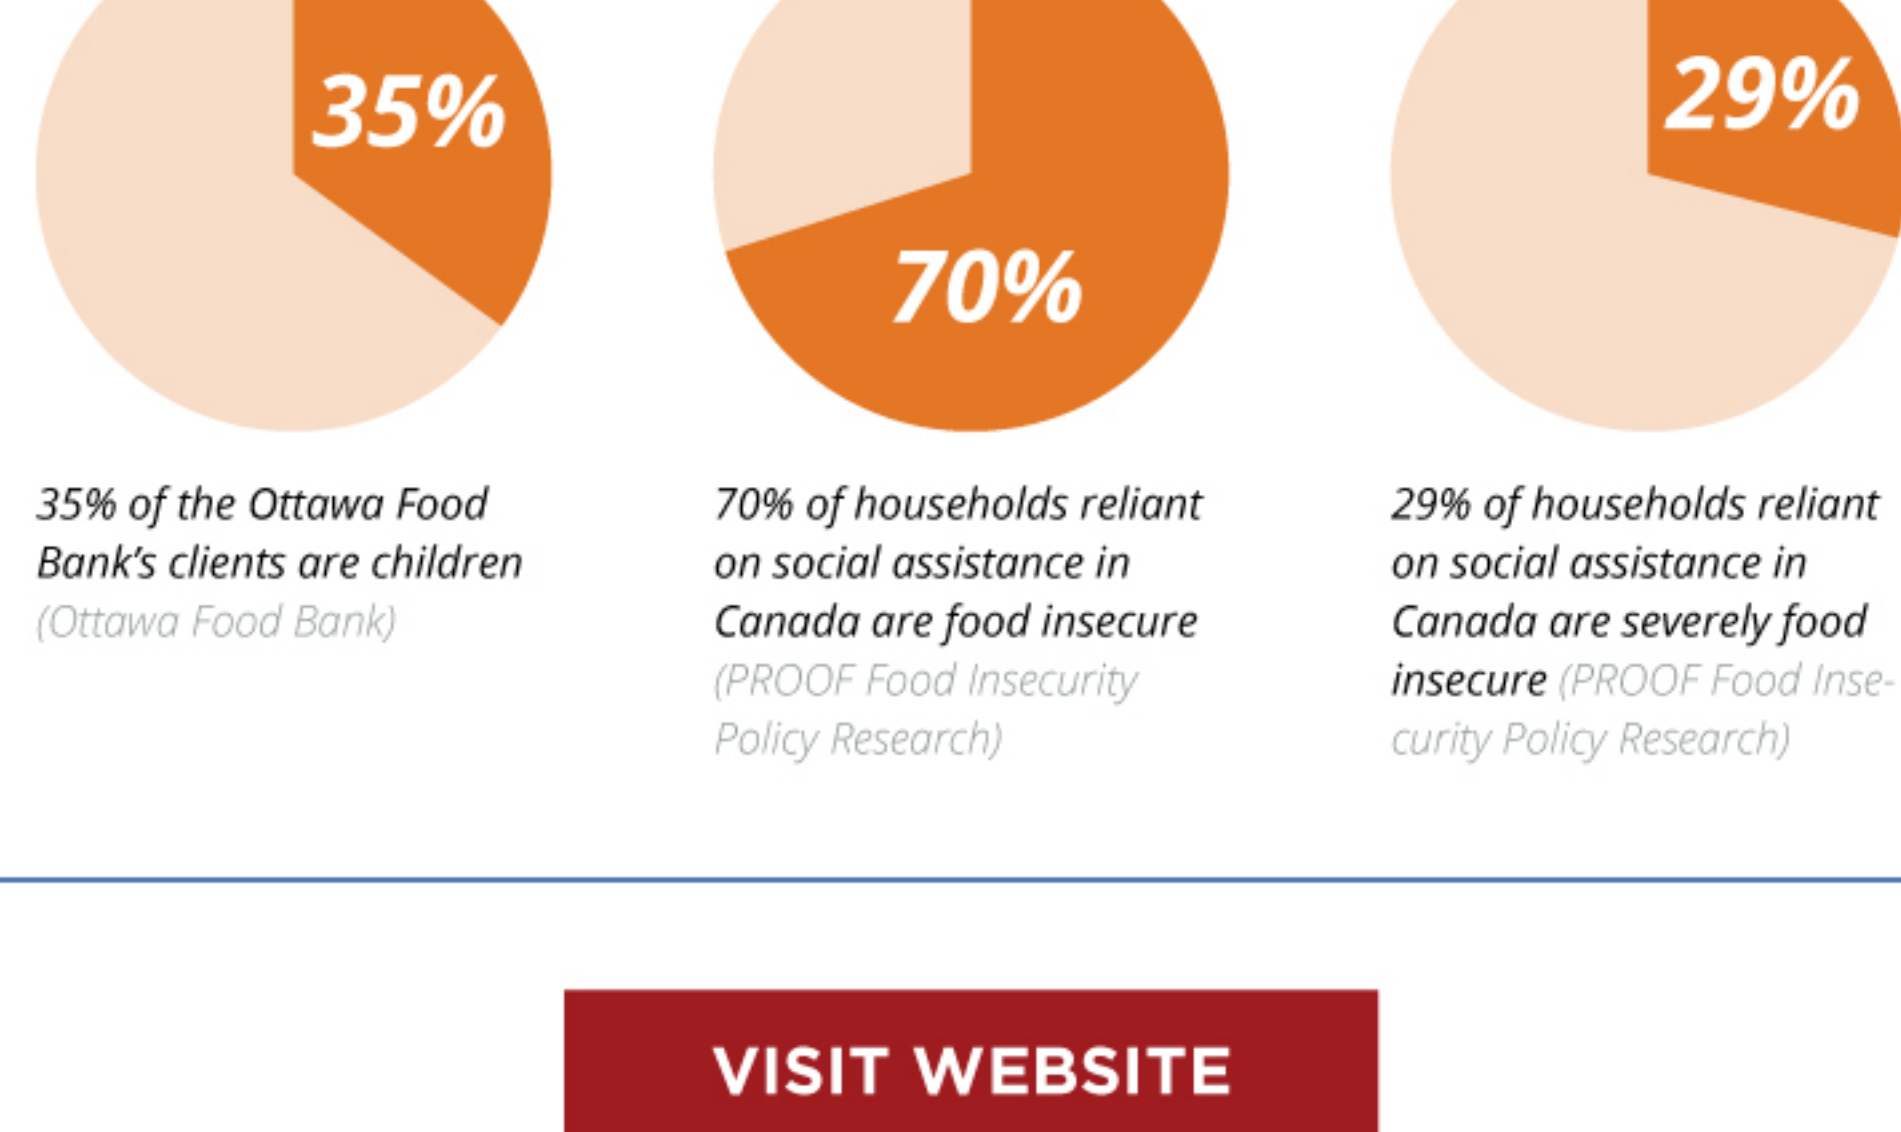 35%
70%
29%
35% of the Ottawa Food
Bank's clients are children
(Ottawa Food Bank)
70% of households reliant
on social assistance in
Canada are food insecure
(PROOF Food Insecurity
Policy Research)
29% of households reliant
on social assistance in
Canada are severely food
insecure (PROOF Food Inse-
curity Policy Research)
VISIT WEBSITE